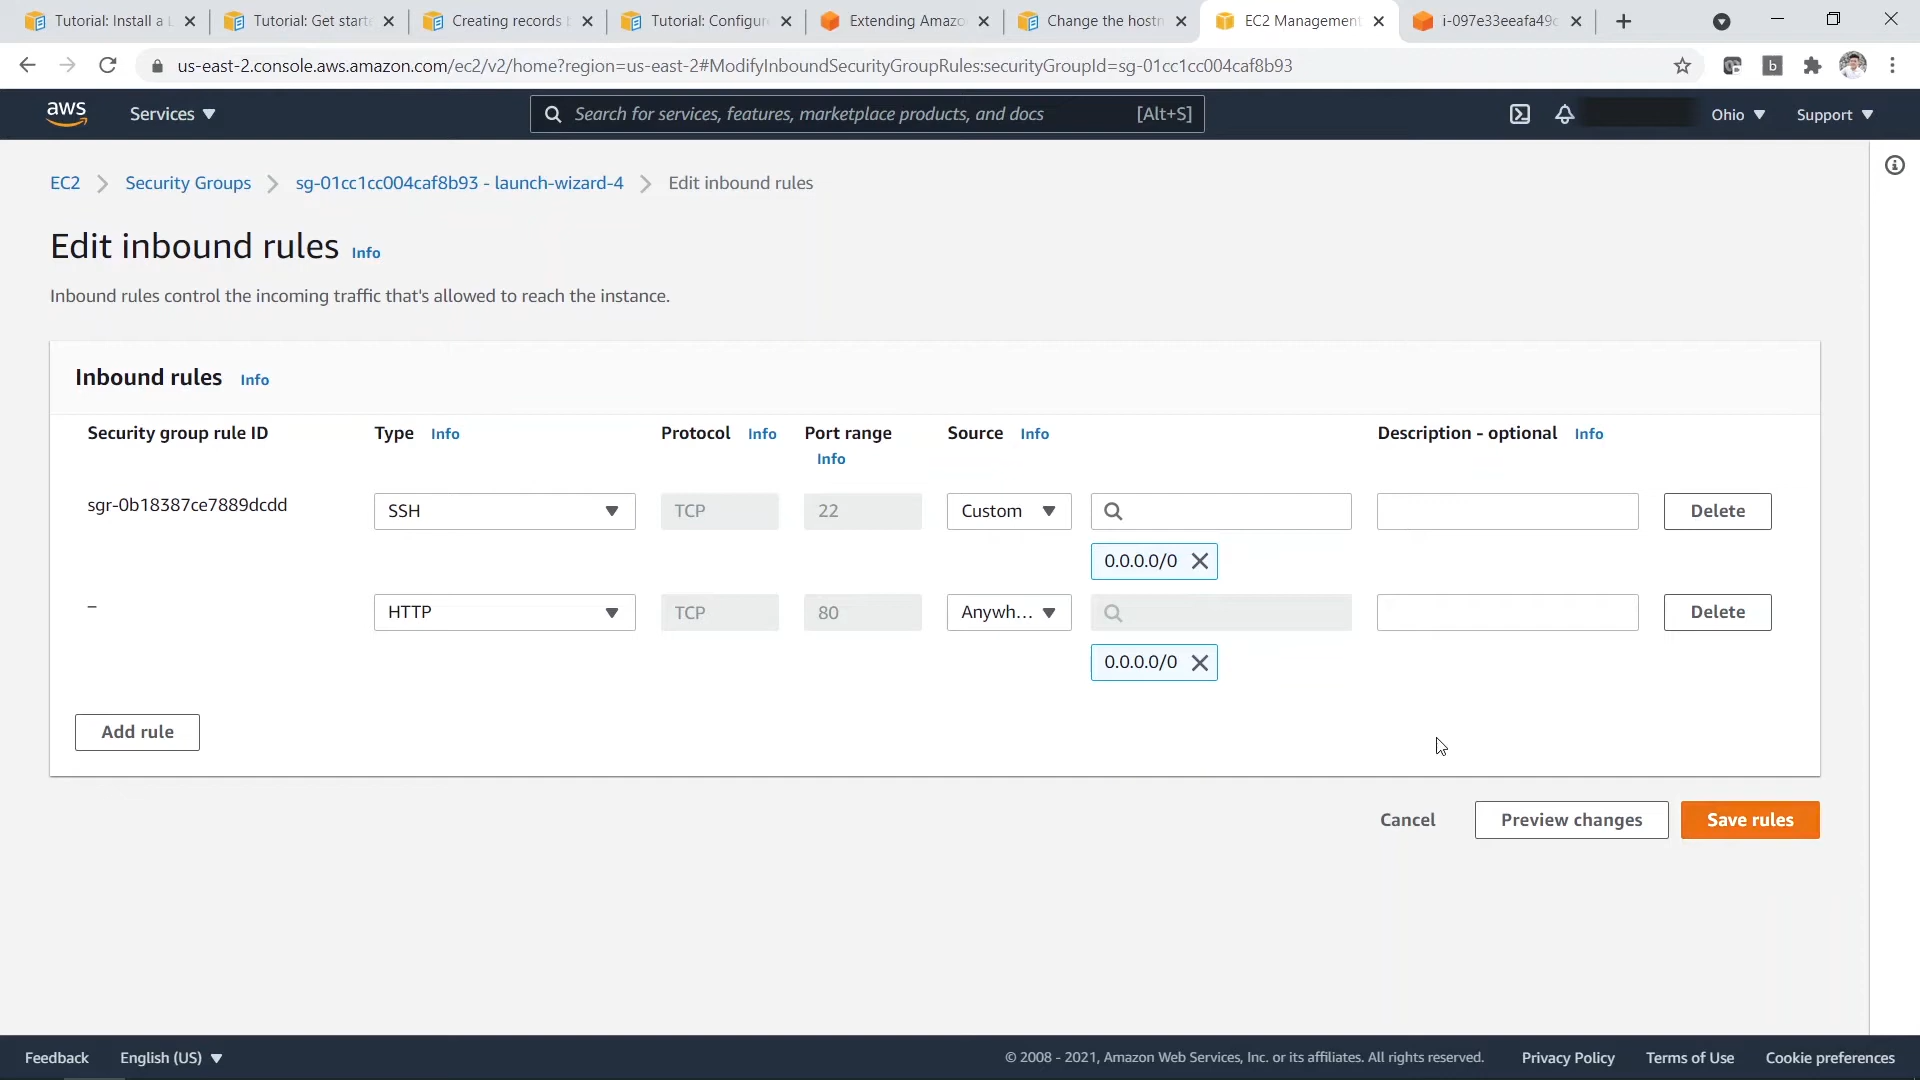 Tutorial: Install a L
Tutorial: Get starte
Creating records b
Tutorial: Configur
Extending Amazo
Change the hostn
EC2 Management
i-097e33eeafa49c
us-east-2.console.aws.amazon.com/ec2/v2/home?region=us-east-2#ModifyInboundSecurityGroupRules:securityGroupId=sg-01cc1cc004caf8b93
b
aws
Services
Search for services, features, marketplace products, and docs
[Alt+S]
Ohio
Support
EC2
Security Groups
sg-01cc1cc004caf8b93 - launch-wizard-4
Edit inbound rules
Edit inbound rules Info
Inbound rules control the incoming traffic that's allowed to reach the instance.
Inbound rules Info
Security group rule ID
Type Info
Protocol Info
Port range
Info
Source Info
Description - optional Info
sgr-0b18387ce7889dcdd
SSH
TCP
22
Custom
Delete
0.0.0.0/0
–
HTTP
TCP
80
Anywh...
Delete
0.0.0.0/0
Add rule
Cancel
Preview changes
Save rules
Feedback
English (US)
© 2008 - 2021, Amazon Web Services, Inc. or its affiliates. All rights reserved.
Privacy Policy
Terms of Use
Cookie preferences